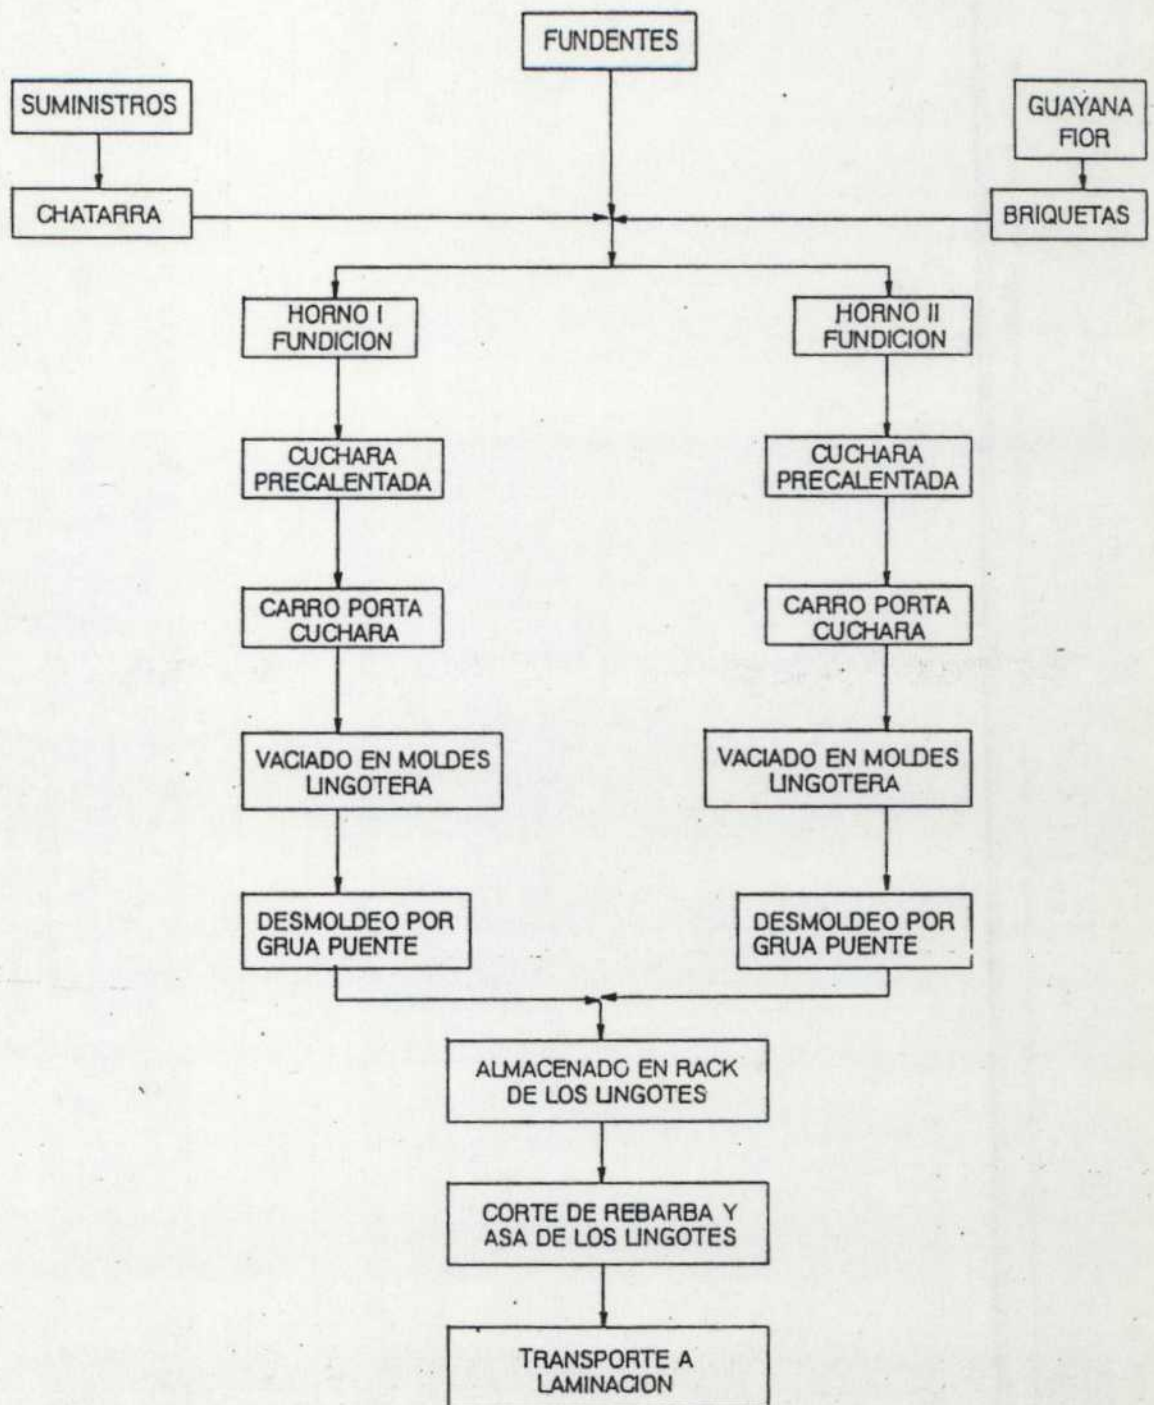 FUNDENTES
SUMINISTROS
GUAYANA
FIOR
CHATARRA
BRIQUETAS
HORNO I
FUNDICION
HORNO II
FUNDICION
CUCHARA
PRECALENTADA
CUCHARA
PRECALENTADA
CARRO PORTA
CUCHARA
CARRO PORTA
CUCHARA
VACIADO EN MOLDES
LINGOTERA
VACIADO EN MOLDES
LINGOTERA
DESMOLDEO POR
GRUA PUENTE
DESMOLDEO POR
GRUA PUENTE
ALMACENADO EN RACK
DE LOS LINGOTES
CORTE DE REBARBA Y
ASA DE LOS LINGOTES
TRANSPORTE A
LAMINACION